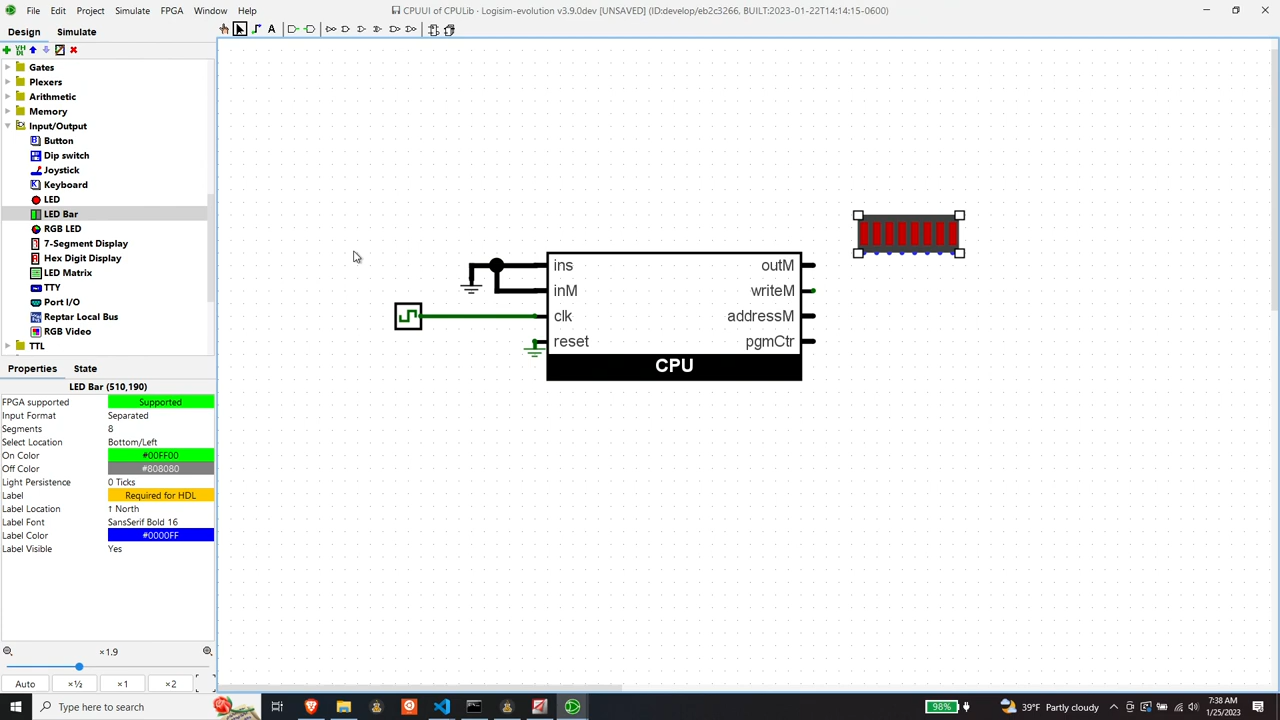 CPUUI of CPULib - Logisim-evolution v3.9.0dev [UNSAVED] (ID:develop/eb2c3266, BUILT:2023-01-22T14:14:15-0600)
File Edit Project Simulate FPGA Window Help
Design Simulate
Gates
Plexers
Arithmetic
Memory
Input/Output
Button
Dip switch
Joystick
Keyboard
LED
LED Bar
RGB LED
7-Segment Display
Hex Digit Display
LED Matrix
TTY
Port I/O
Reptar Local Bus
RGB Video
TTL
Properties State
LED Bar (510,190)
FPGA supported Supported
Input Format Separated
Segments 8
Select Location Bottom/Left
On Color #00FF00
Off Color #808080
Light Persistence 0 Ticks
Label Required for HDL
Label Location ↑ North
Label Font SansSerif Bold 16
Label Color #0000FF
Label Visible Yes
×1.9
Auto ×½ ×1 ×2
ins outM
inM writeM
clk addressM
reset pgmCtr
CPU
Type here to search
98%
39°F Partly cloudy
7:38 AM
1/25/2023